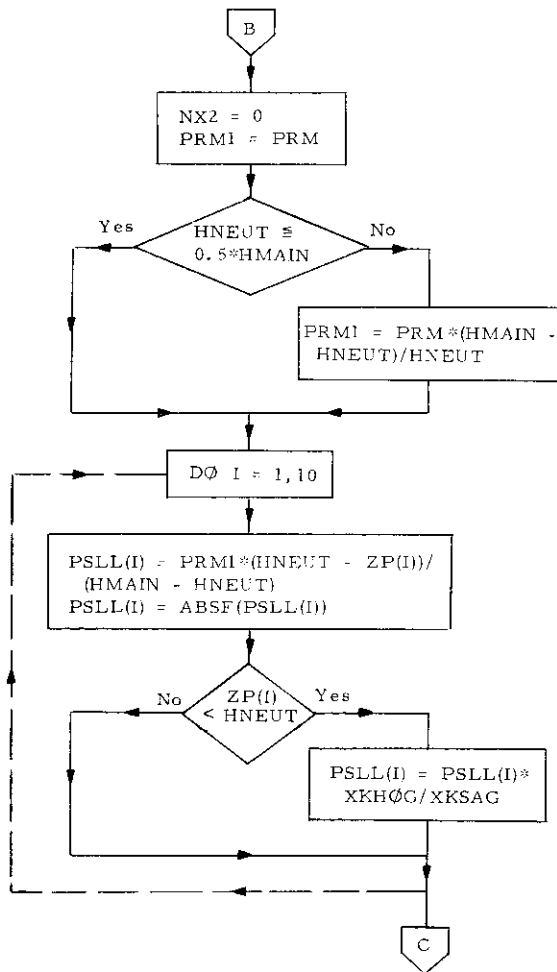 B
NX2 = 0
PRM1 = PRM
Yes
HNEUT ≦
0.5*HMAIN
No
PRM1 = PRM*(HMAIN -
HNEUT)/HNEUT
DØ I = 1,10
PSLL(I) = PRM1*(HNEUT - ZP(I))/
(HMAIN - HNEUT)
PSLL(I) = ABSF(PSLL(I))
No
ZP(I)
< HNEUT
Yes
PSLL(I) = PSLL(I)*
XKHØG/XKSAG
C